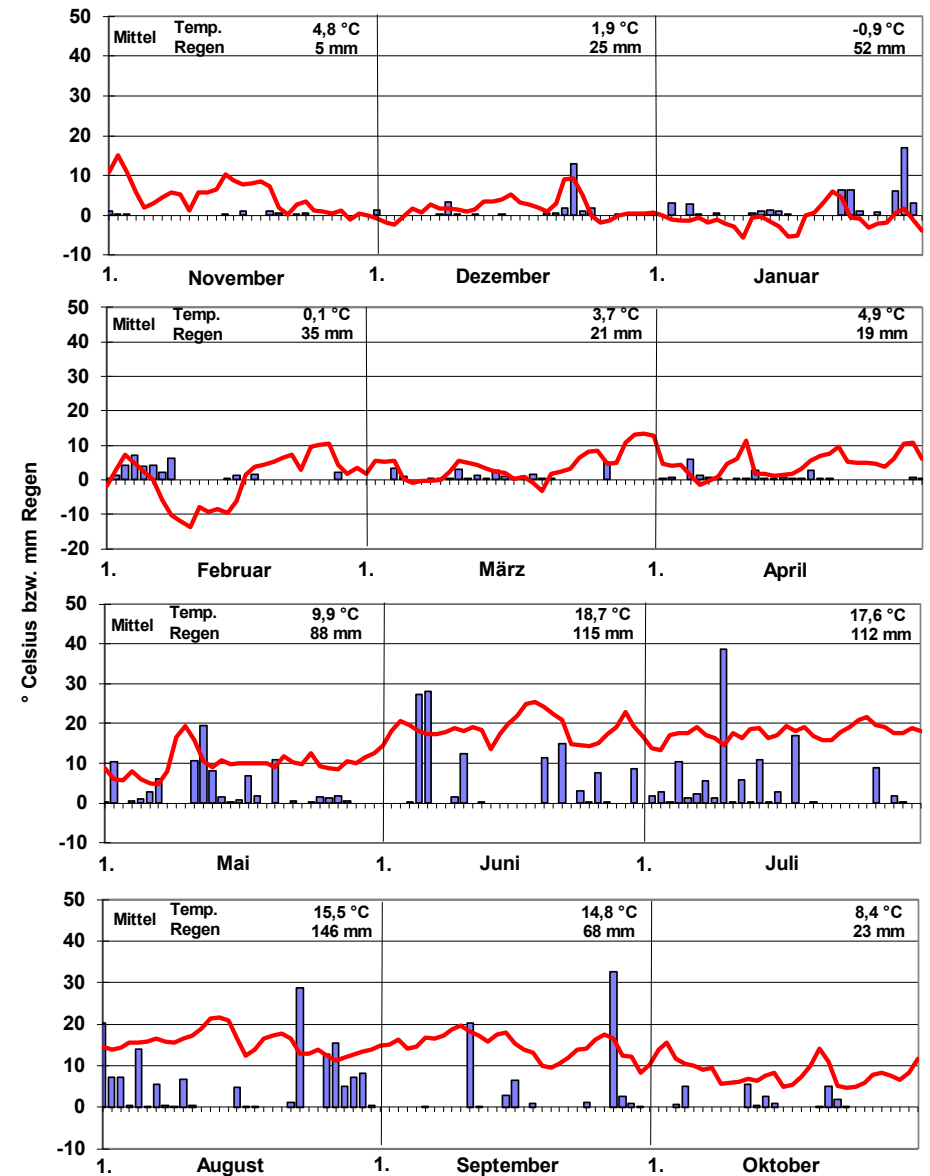 ° Celsius bzw. mm Regen
50
40
30
20
10
0
-10
Mittel Temp. 4,8 °C 1,9 °C -0,9 °C
Regen 5 mm 25 mm 52 mm
1. November 1. Dezember 1. Januar
50
40
30
20
10
0
-10
-20
Mittel Temp. 0,1 °C 3,7 °C 4,9 °C
Regen 35 mm 21 mm 19 mm
1. Februar 1. März 1. April
50
40
30
20
10
0
-10
Mittel Temp. 9,9 °C 18,7 °C 17,6 °C
Regen 88 mm 115 mm 112 mm
1. Mai 1. Juni 1. Juli
50
40
30
20
10
0
-10
Mittel Temp. 15,5 °C 14,8 °C 8,4 °C
Regen 146 mm 68 mm 23 mm
1. August 1. September 1. Oktober